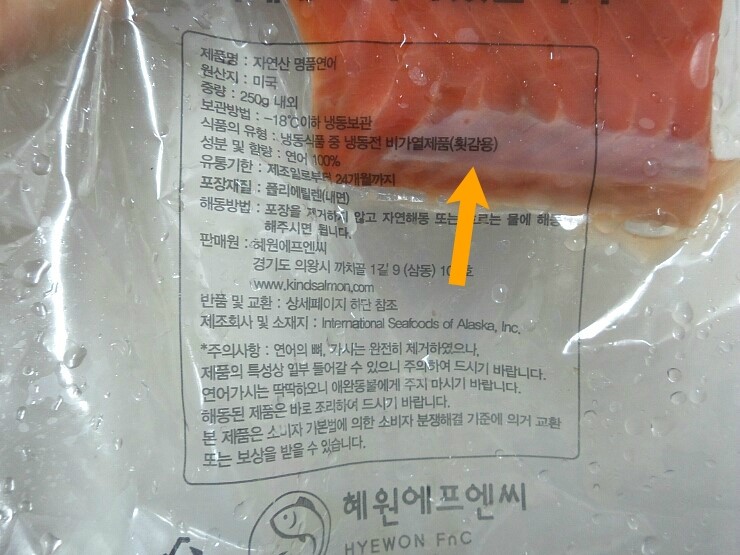 제품명 : 자연산 명품연어
원산지 : 미국
중량 : 250g 내외
보관방법 : -18℃이하 냉동보관
식품의 유형 : 냉동식품 중 냉동전 비가열제품(횟감용)
성분 및 함량 : 연어 100%
유통기한 : 제조일로부터 24개월까지
포장재질 : 폴리에틸렌(내면)
해동방법 : 포장을 제거하지 않고 자연해동 또는 흐르는 물에 해동
해주시면 됩니다.
판매원 : 혜원에프엔씨
경기도 의왕시 까치골 1길 9 (삼동)
www.kindsalmon.com
반품 및 교환 : 상세페이지 하단 참조
제조회사 및 소재지 : International Seafoods of Alaska, Inc.
*주의사항 : 연어의 뼈, 가시는 완전히 제거하였으나,
제품의 특성상 일부 들어갈 수 있으니 주의하여 드시기 바랍니다.
연어가시는 딱딱하오니 애완동물에게 주지 마시기 바랍니다.
해동된 제품은 바로 조리하여 드시기 바랍니다.
본 제품은 소비자 기본법에 의한 소비자 분쟁해결 기준에 의거 교환
또는 보상을 받을 수 있습니다.
혜원에프엔씨
HYEWON FnC